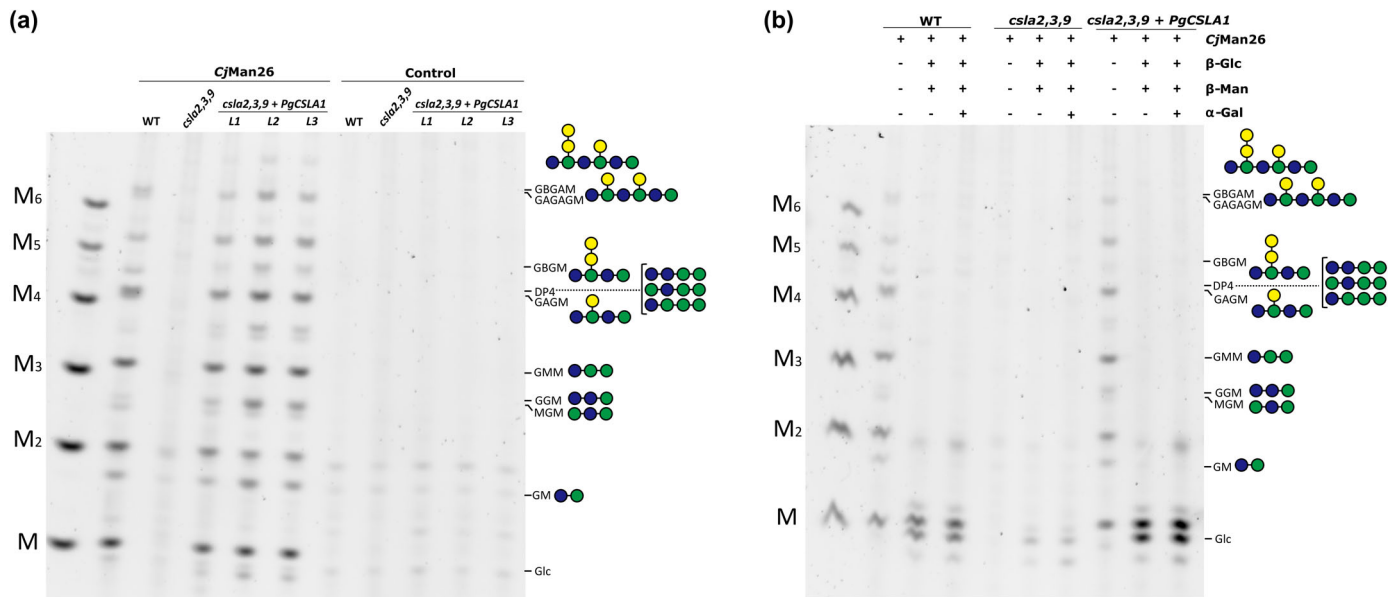 (a)
CjMan26
Control
WT
csla2,3,9
csla2,3,9 + PgCSLA1
L1
L2
L3
WT
csla2,3,9
csla2,3,9 + PgCSLA1
L1
L2
L3
M6
M5
M4
M3
M2
M
GBGAM
GAGAGM
GBGM
DP4
GAGM
GMM
GGM
MGM
GM
Glc
(b)
WT
csla2,3,9
csla2,3,9 + PgCSLA1
+ + + + + + + + + CjMan26
- + + - + + - + + β-Glc
- + + - + + - + + β-Man
- - + - - + - - + α-Gal
M6
M5
M4
M3
M2
M
GBGAM
GAGAGM
GBGM
DP4
GAGM
GMM
GGM
MGM
GM
Glc